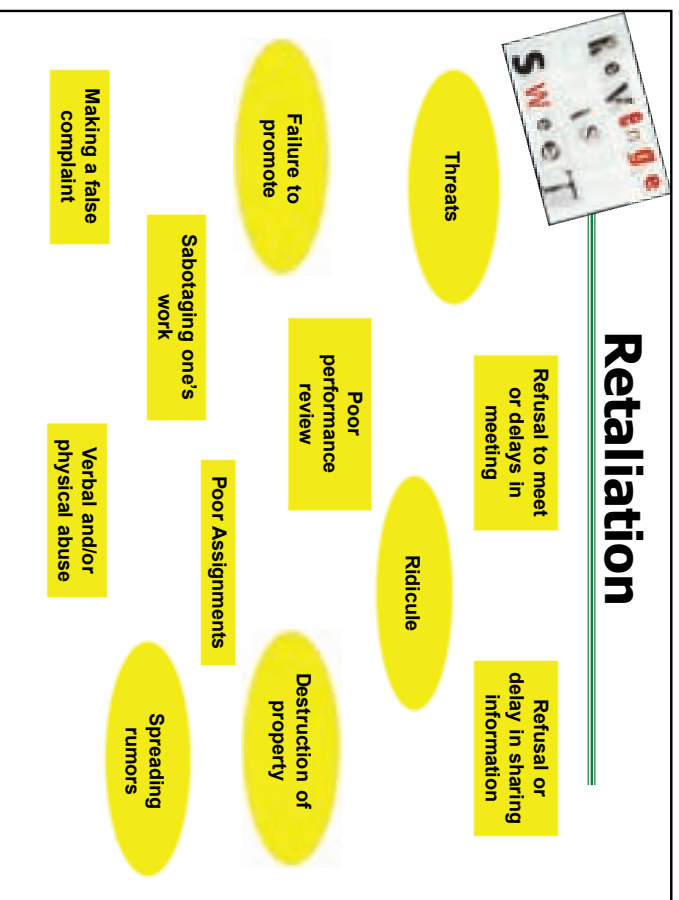 ReVenge
is
SweeT
Retaliation
Threats
Refusal to meet
or delays in
meeting
Refusal or
delay in sharing
information
Failure to
promote
Poor
performance
review
Ridicule
Destruction of
property
Sabotaging one's
work
Poor Assignments
Making a false
complaint
Verbal and/or
physical abuse
Spreading
rumors